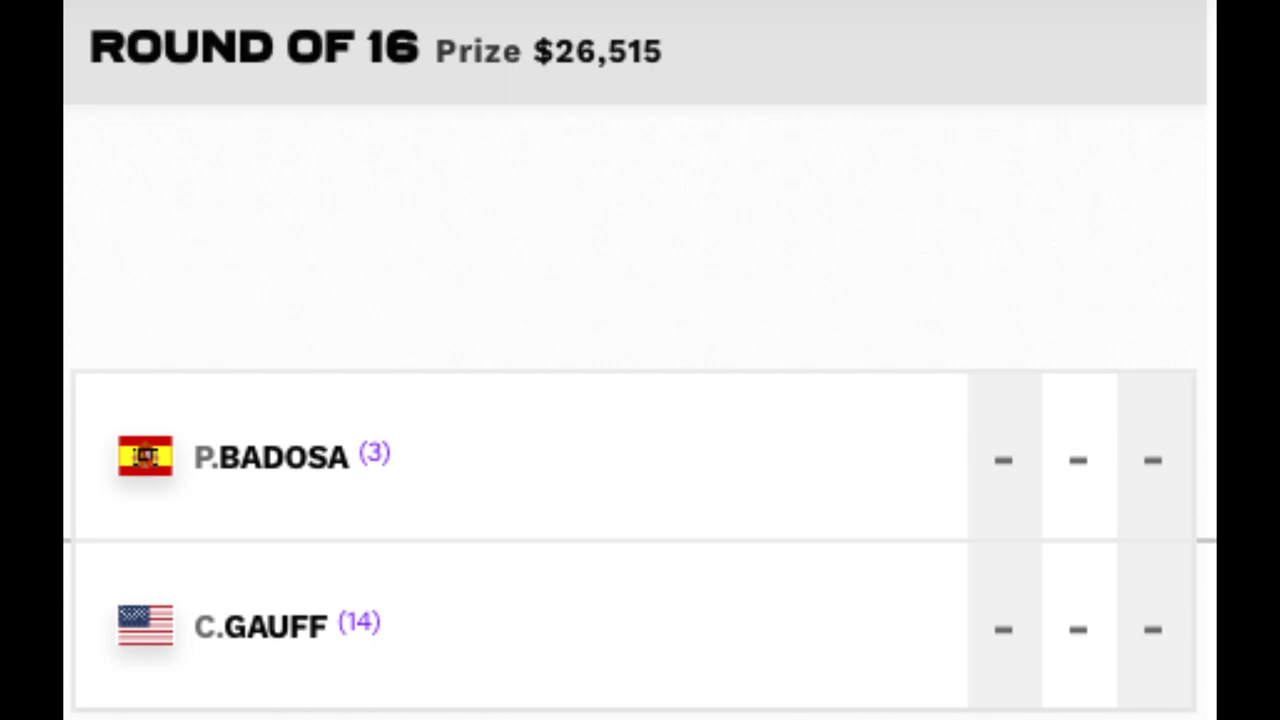 ROUND OF 16 Prize $26,515
P.BADOSA (3) - - -
C.GAUFF (14) - - -